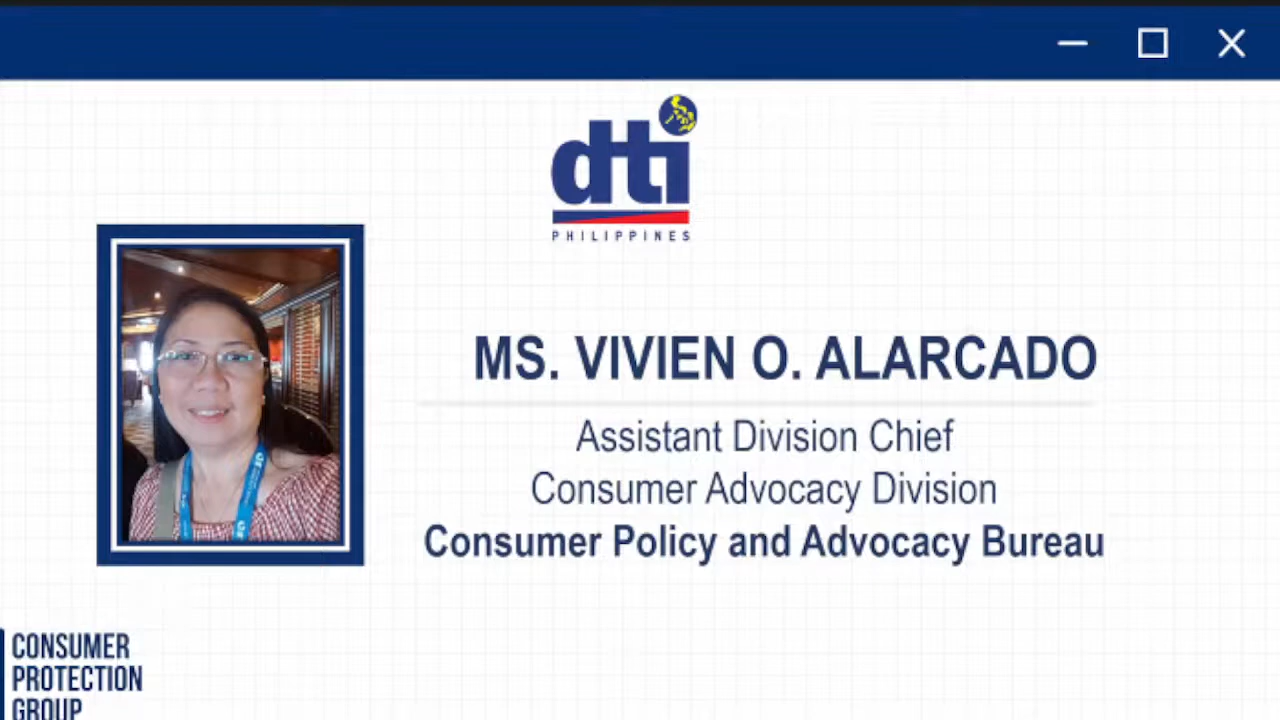 dti
PHILIPPINES
MS. VIVIEN O. ALARCADO
Assistant Division Chief
Consumer Advocacy Division
Consumer Policy and Advocacy Bureau
CONSUMER
PROTECTION
GROUP